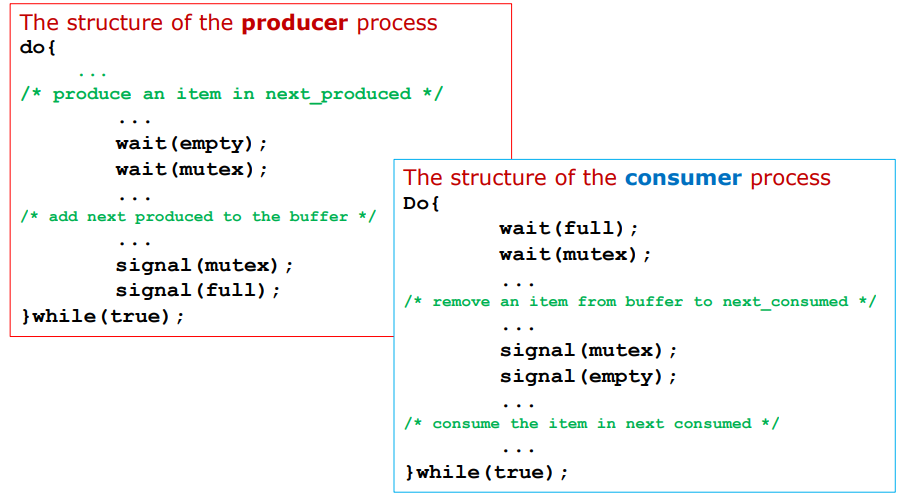 The structure of the producer process
do{
...
/* produce an item in next_produced */
...
wait(empty);
wait(mutex);
...
/* add next produced to the buffer */
...
signal(mutex);
signal(full);
}while(true);
The structure of the consumer process
Do{
wait(full);
wait(mutex);
...
/* remove an item from buffer to next_consumed */
...
signal(mutex);
signal(empty);
...
/* consume the item in next consumed */
...
}while(true);